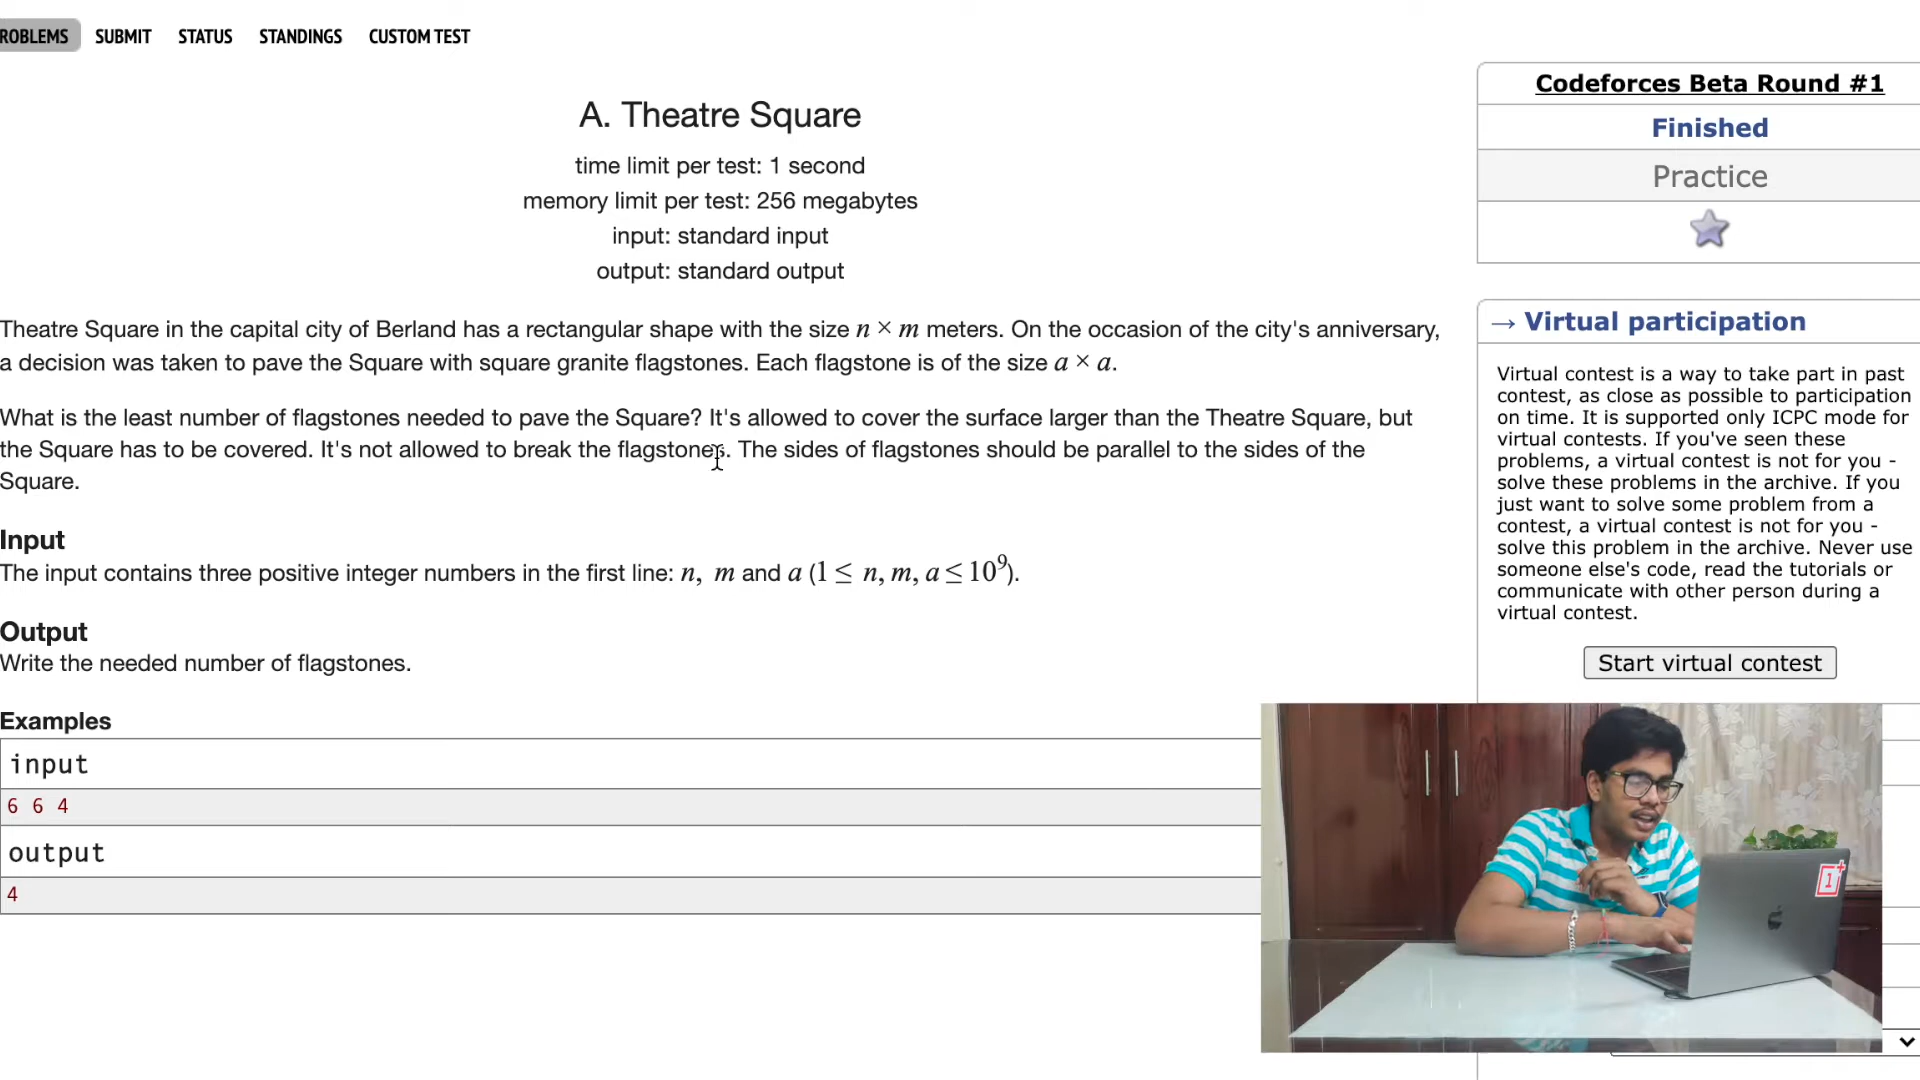 ROBLEMS SUBMIT STATUS STANDINGS CUSTOM TEST
A. Theatre Square
time limit per test: 1 second
memory limit per test: 256 megabytes
input: standard input
output: standard output
Theatre Square in the capital city of Berland has a rectangular shape with the size n × m meters. On the occasion of the city's anniversary,
a decision was taken to pave the Square with square granite flagstones. Each flagstone is of the size a × a.
What is the least number of flagstones needed to pave the Square? It's allowed to cover the surface larger than the Theatre Square, but
the Square has to be covered. It's not allowed to break the flagstones. The sides of flagstones should be parallel to the sides of the
Square.
Input
The input contains three positive integer numbers in the first line: n, m and a (1 ≤ n, m, a ≤ 10⁹).
Output
Write the needed number of flagstones.
Examples
input
6 6 4
output
4
Codeforces Beta Round #1
Finished
Practice
→ Virtual participation
Virtual contest is a way to take part in past
contest, as close as possible to participation
on time. It is supported only ICPC mode for
virtual contests. If you've seen these
problems, a virtual contest is not for you -
solve these problems in the archive. If you
just want to solve some problem from a
contest, a virtual contest is not for you -
solve this problem in the archive. Never use
someone else's code, read the tutorials or
communicate with other person during a
virtual contest.
Start virtual contest
1+